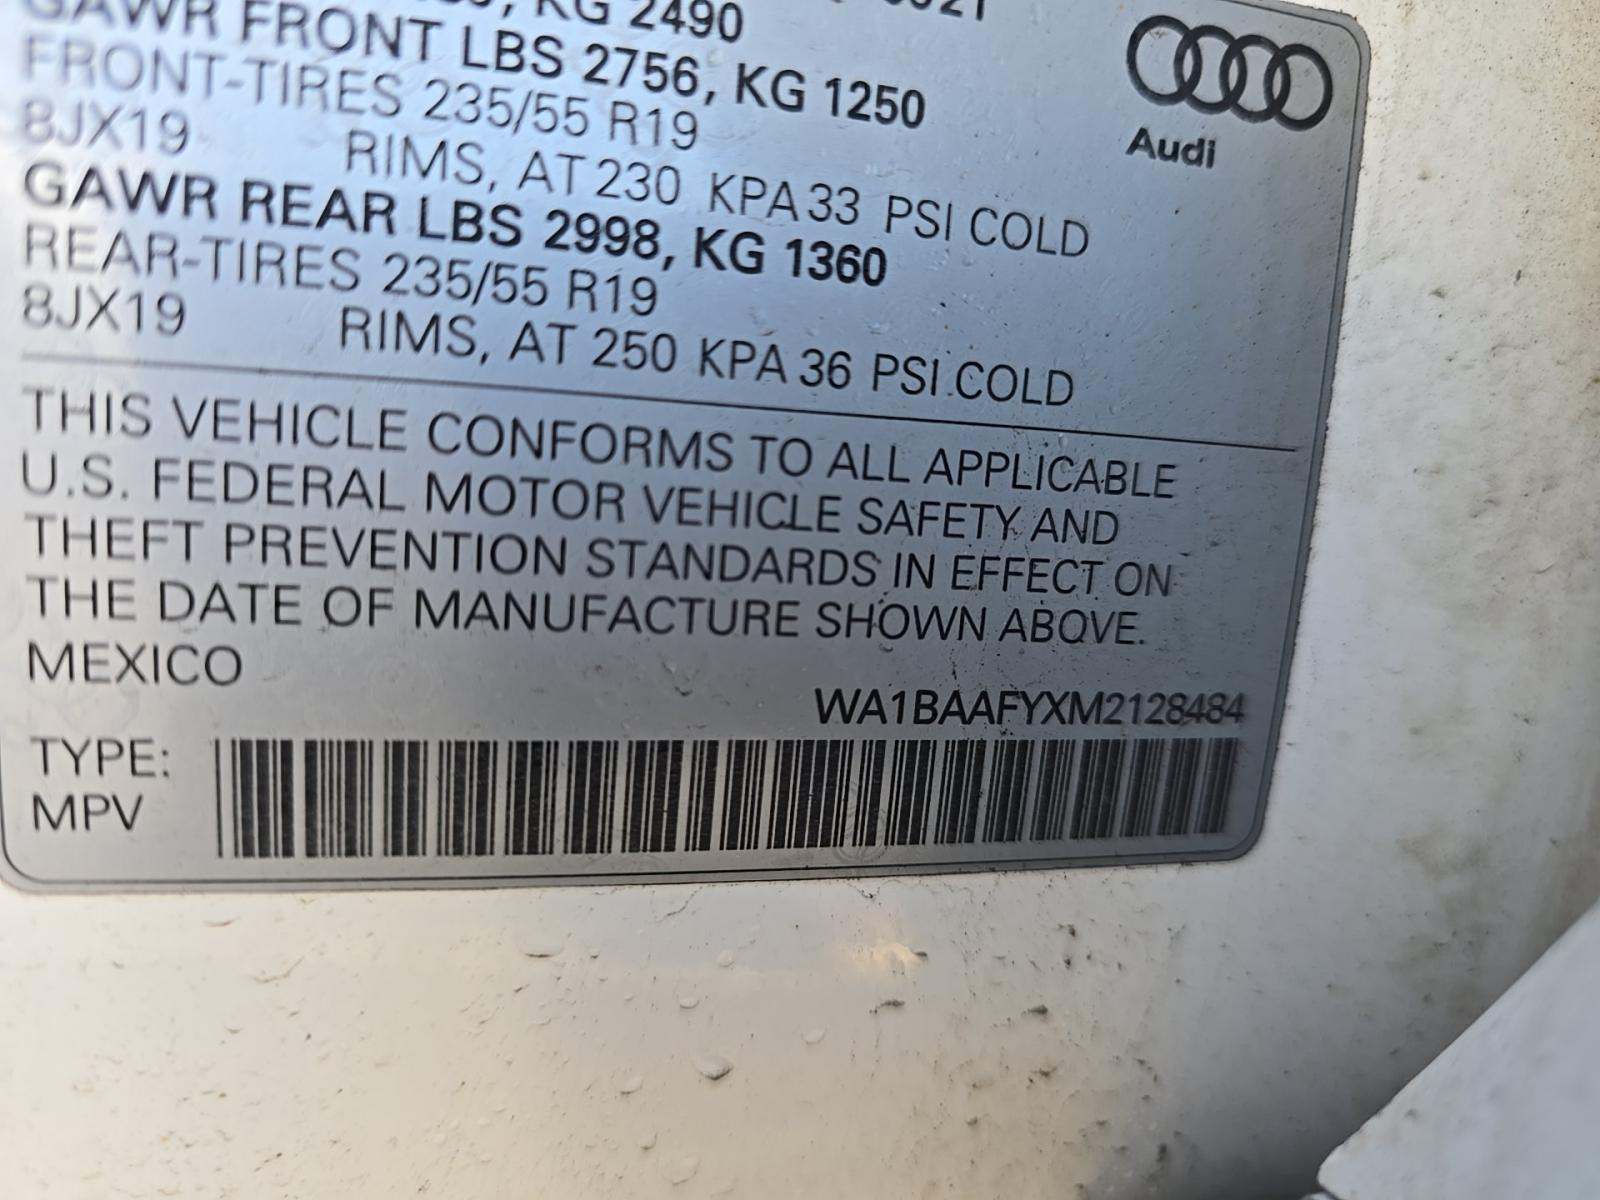 KG 2490
GAWR FRONT LBS 2756, KG 1250
FRONT-TIRES 235/55 R19
8JX19 RIMS, AT 230 KPA 33 PSI COLD
GAWR REAR LBS 2998, KG 1360
REAR-TIRES 235/55 R19
8JX19 RIMS, AT 250 KPA 36 PSI COLD
Audi
THIS VEHICLE CONFORMS TO ALL APPLICABLE
U.S. FEDERAL MOTOR VEHICLE SAFETY AND
THEFT PREVENTION STANDARDS IN EFFECT ON
THE DATE OF MANUFACTURE SHOWN ABOVE.
MEXICO
WA1BAAFYXM2128484
TYPE:
MPV